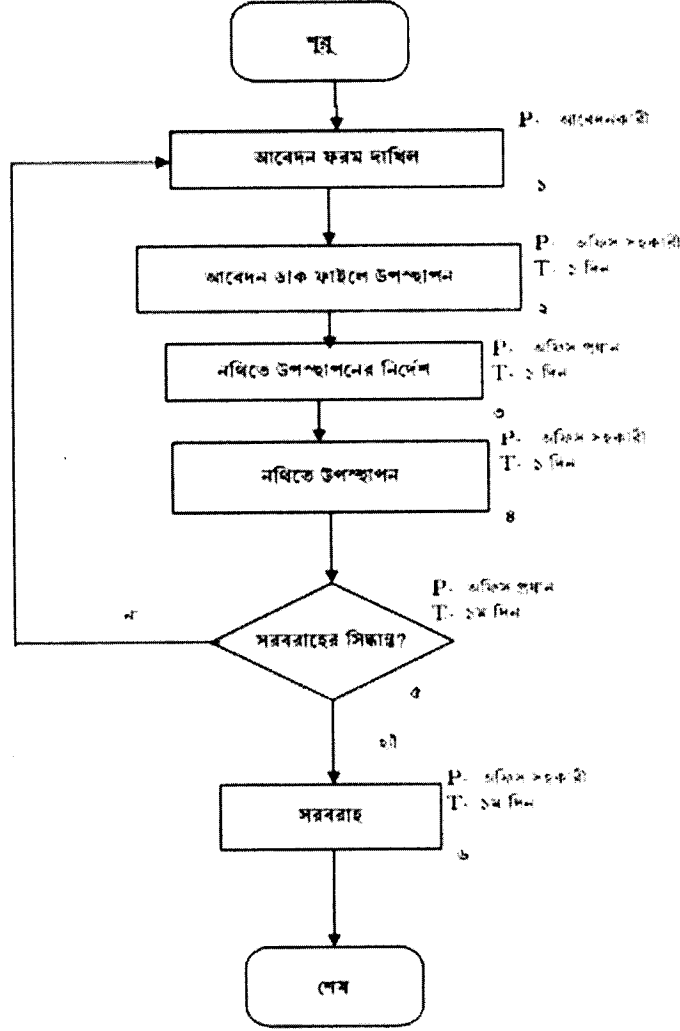 শুরু
P- আবেদনকারী
আবেদন ফরম দাখিল
১
P- অফিস সহকারী
আবেদন ডাক ফাইলে উপস্হাপন
T- ১ দিন
২
P- অফিস প্রধান
নথিতে উপস্হাপনের নির্দেশ
T- ১ দিন
৩
P- অফিস সহকারী
T- ১ দিন
নথিতে উপস্হাপন
৪
P- অফিস প্রধান
T- ১ম দিন
না
সরবরাহের সিদ্ধান্ত?
৫
হ্যাঁ
P- অফিস সহকারী
T- ১ম দিন
সরবরাহ
৬
শেষ